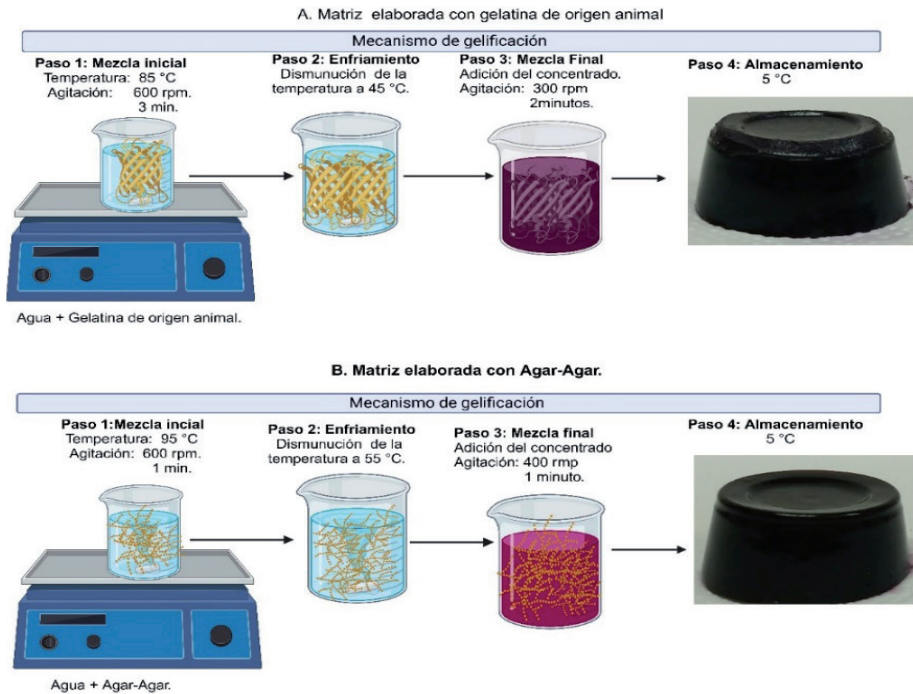 A. Matriz elaborada con gelatina de origen animal
Mecanismo de gelificación
Paso 1: Mezcla inicial
Temperatura: 85 °C
Agitación: 600 rpm.
3 min.
Paso 2: Enfriamiento
Dismunución de la
temperatura a 45 °C.
Paso 3: Mezcla Final
Adición del concentrado.
Agitación: 300 rpm
2minutos.
Paso 4: Almacenamiento
5 °C
Agua + Gelatina de origen animal.
B. Matriz elaborada con Agar-Agar.
Mecanismo de gelificación
Paso 1:Mezcla incial
Temperatura: 95 °C
Agitación: 600 rpm.
1 min.
Paso 2: Enfriamiento
Dismunución de la
temperatura a 55 °C.
Paso 3: Mezcla final
Adición del concentrado
Agitación: 400 rmp
1 minuto.
Paso 4: Almacenamiento
5 °C
Agua + Agar-Agar.